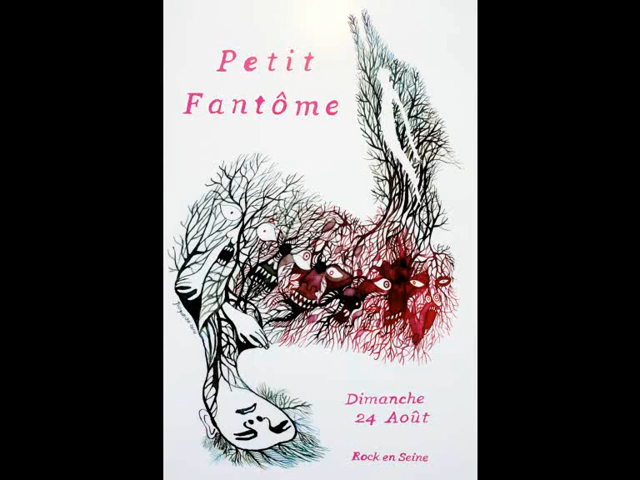 Petit
Fantôme
Dimanche
24 Août
Rock en Seine